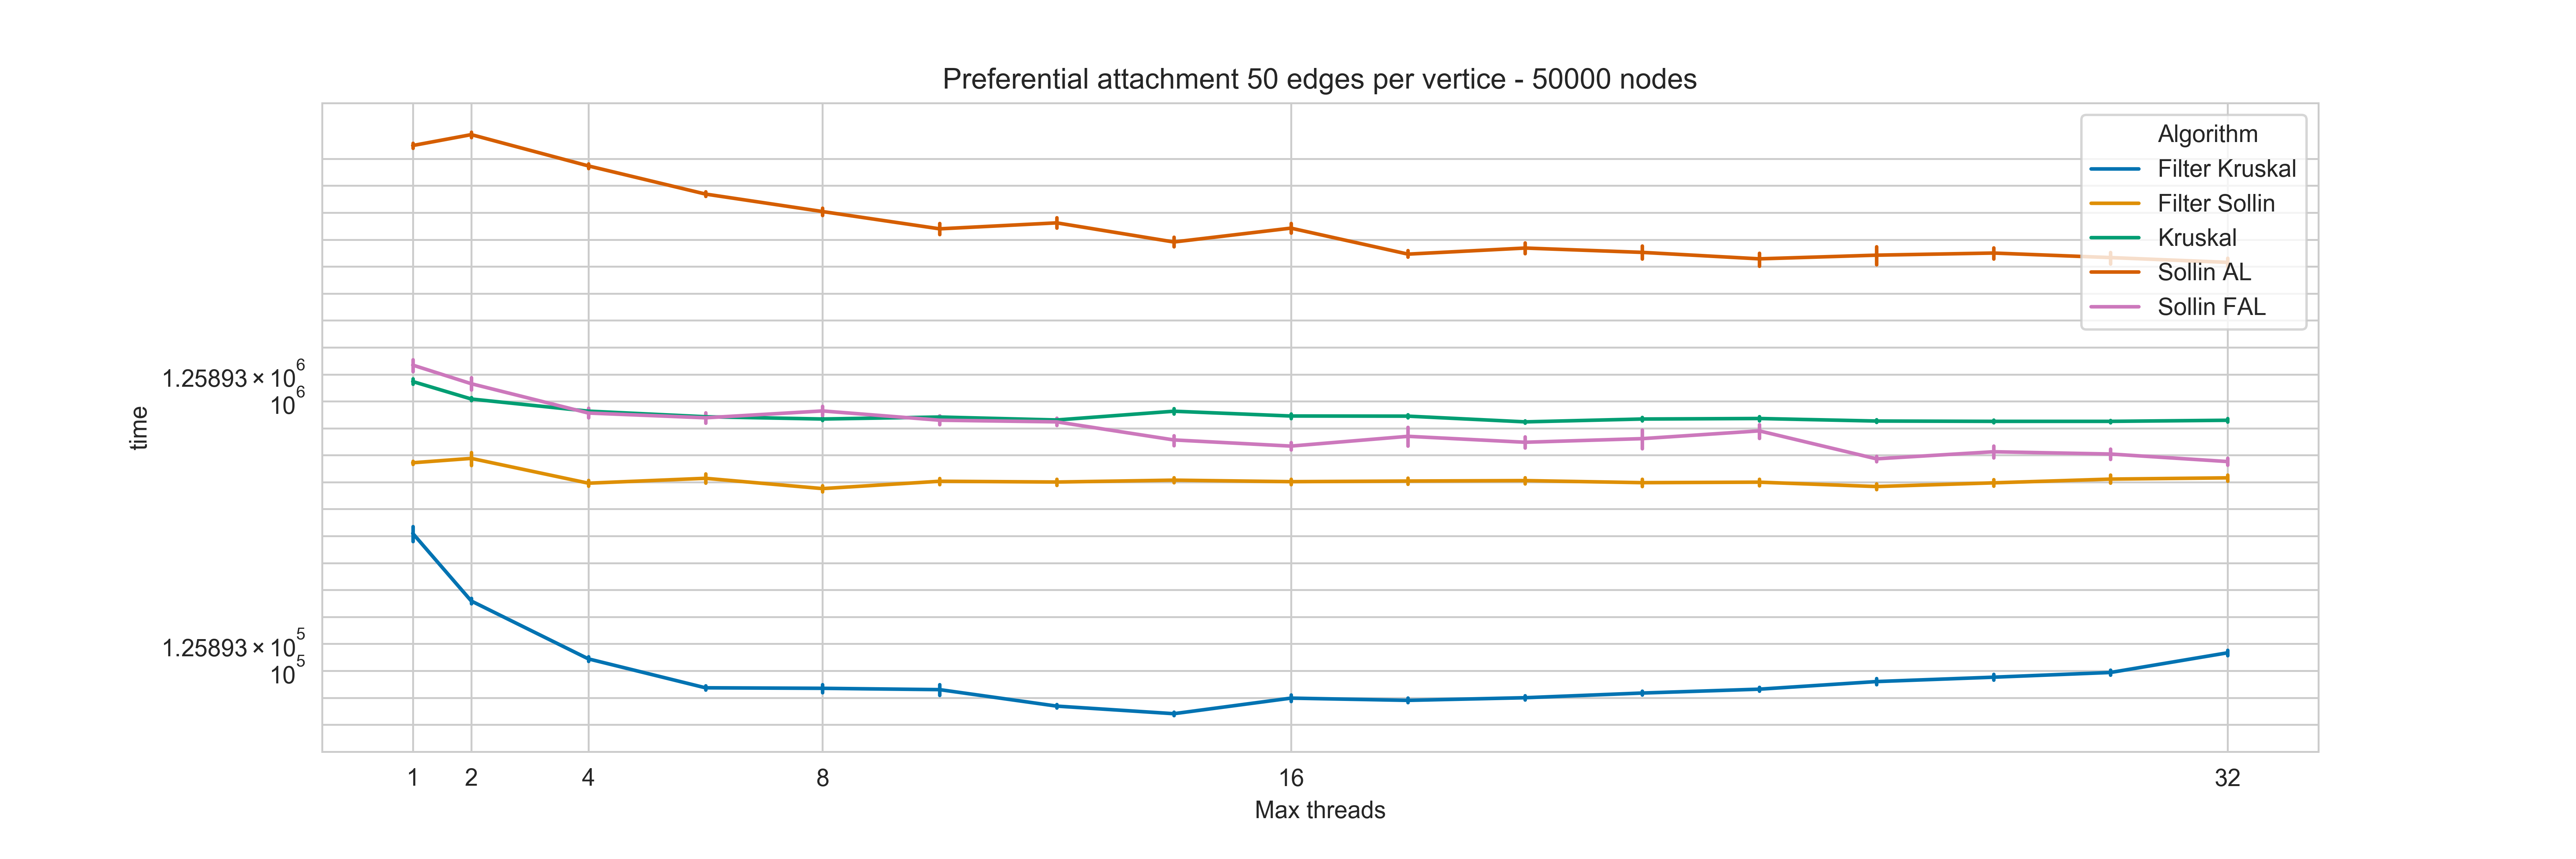 Preferential attachment 50 edges per vertice - 50000 nodes
Algorithm
Filter Kruskal
Filter Sollin
Kruskal
Sollin AL
Sollin FAL
1.25893 × 10^6
10^6
time
1.25893 × 10^5
10^5
1 2 4 8 16 32
Max threads